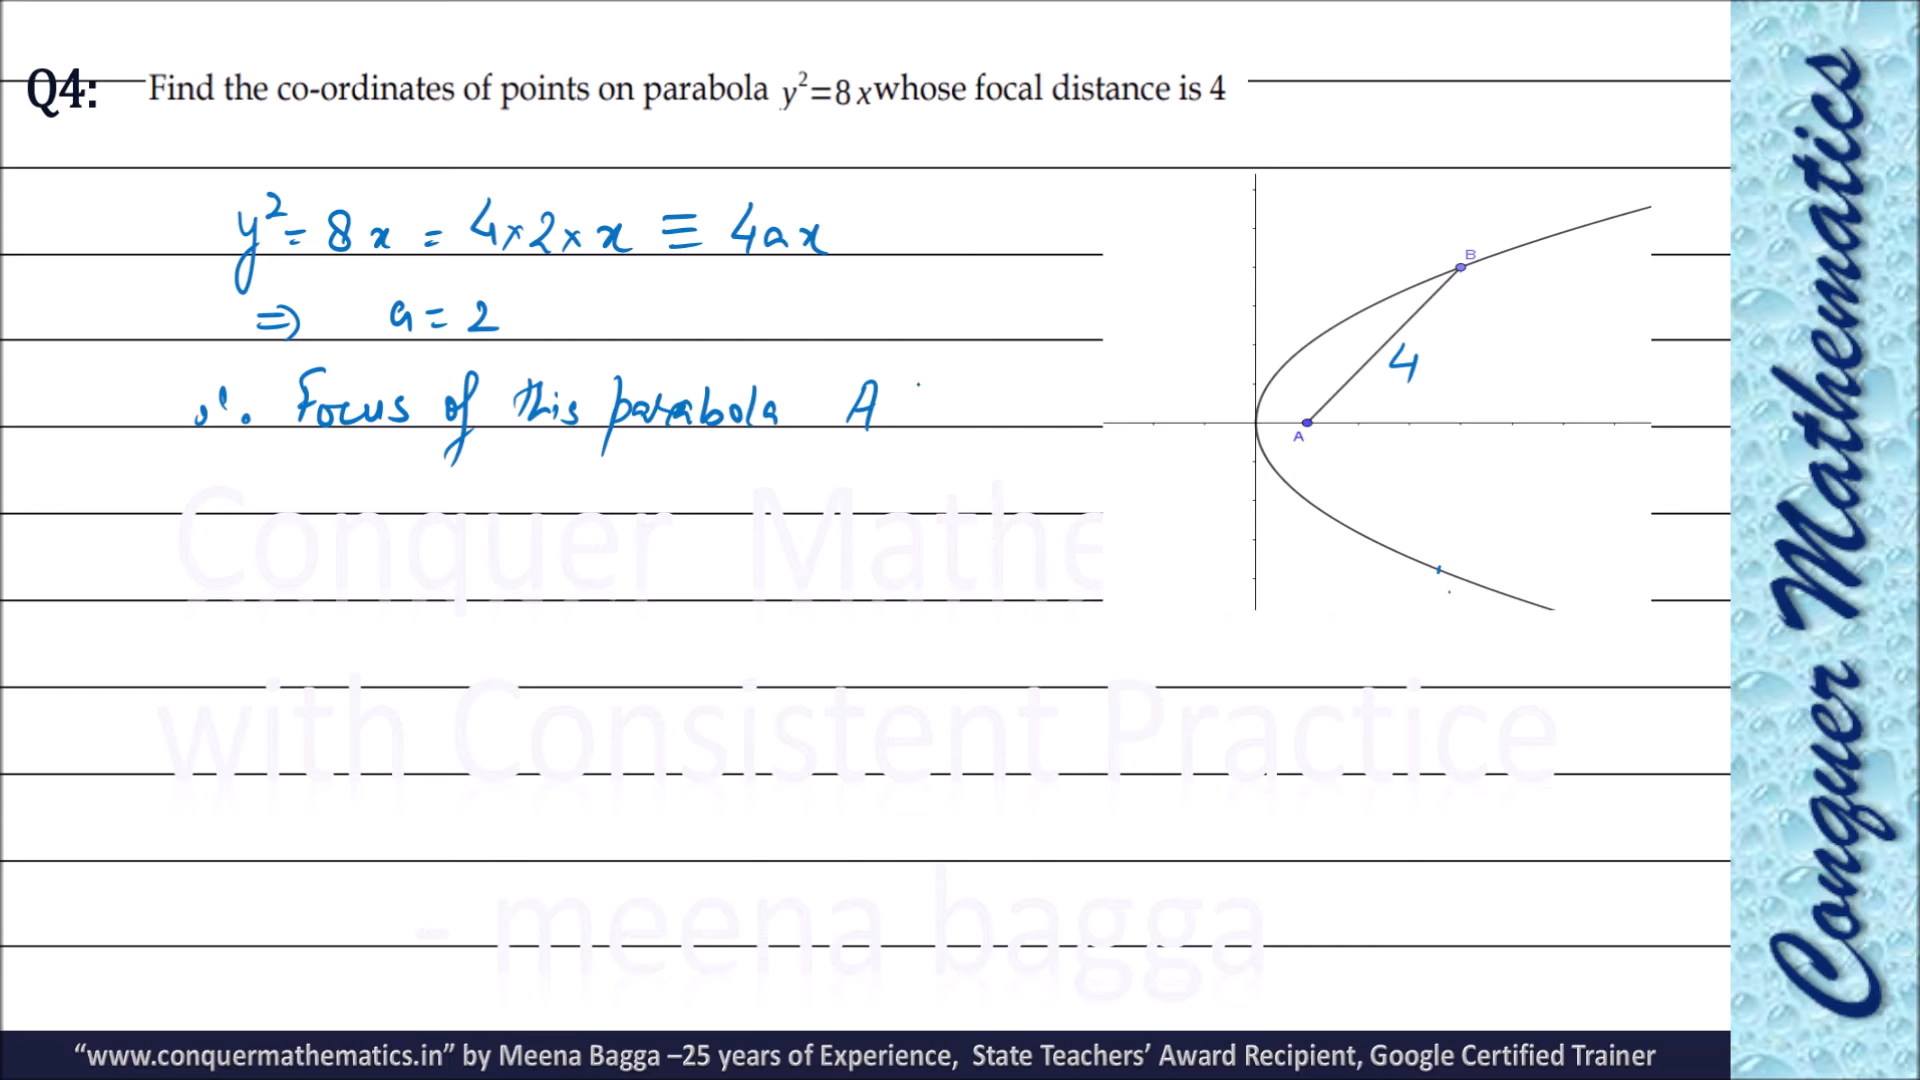 Q4: Find the co-ordinates of points on parabola y²=8x whose focal distance is 4
y² = 8x = 4×2×x ≡ 4ax
⇒ a = 2
∴ Focus of this parabola A
B
4
A
Conquer Mathe
with Consistent Practice
- meena bagga
Conquer Mathematics
“www.conquermathematics.in” by Meena Bagga –25 years of Experience, State Teachers’ Award Recipient, Google Certified Trainer